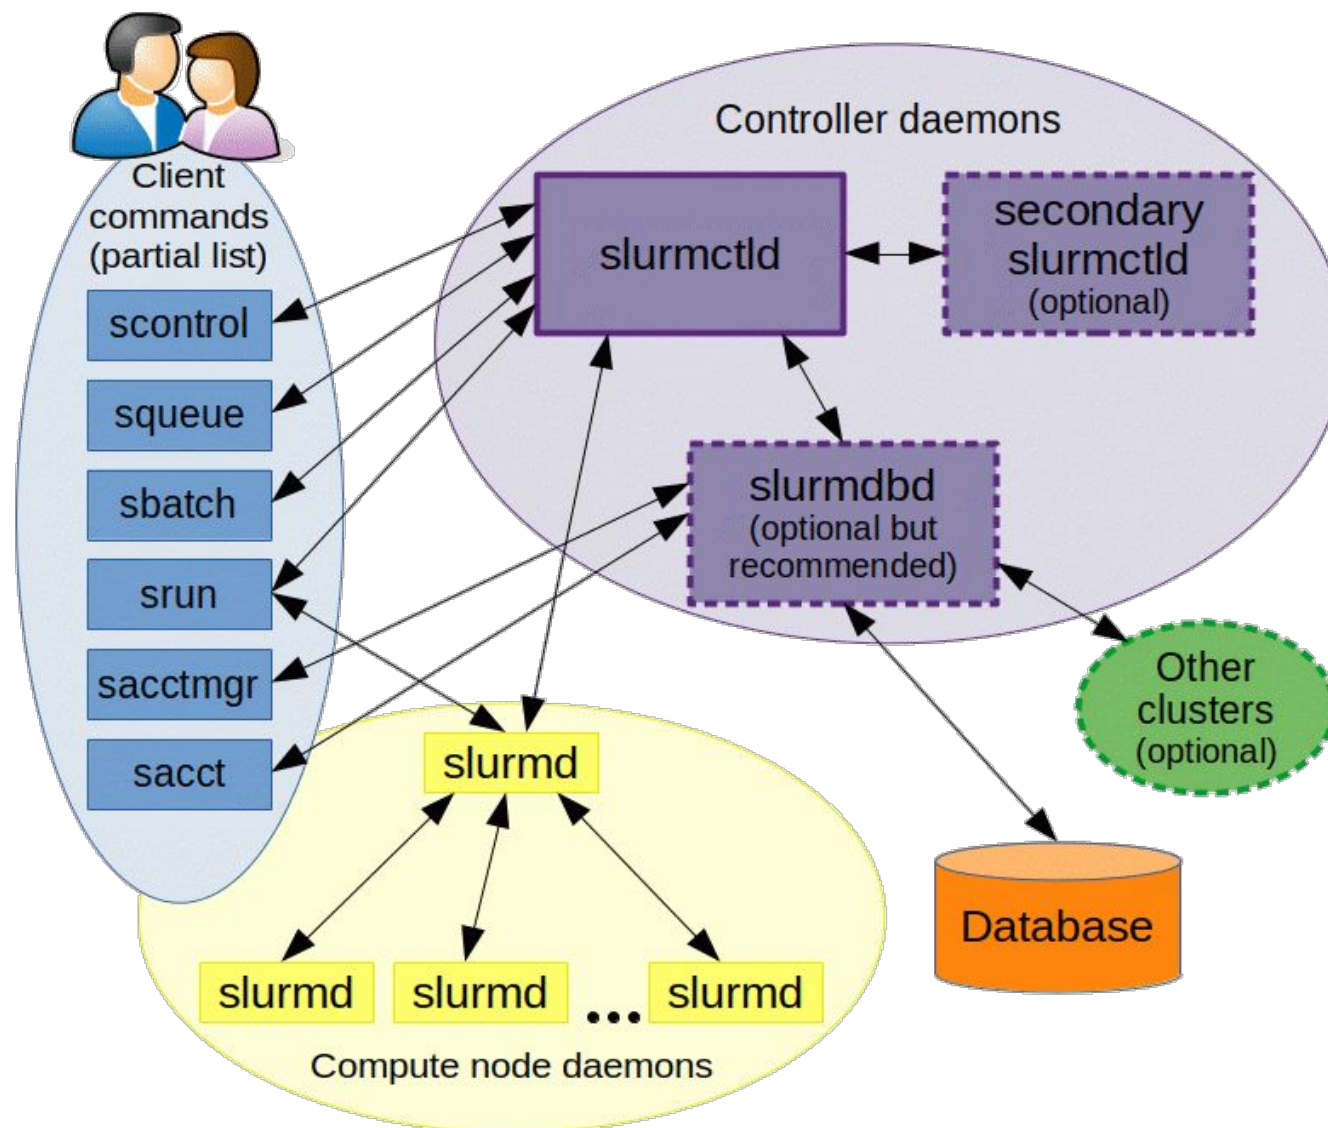 Client
commands
(partial list)
scontrol
squeue
sbatch
srun
sacctmgr
sacct
Controller daemons
slurmctld
secondary
slurmctld
(optional)
slurmdbd
(optional but
recommended)
Other
clusters
(optional)
Database
slurmd
slurmd
slurmd
...
slurmd
Compute node daemons